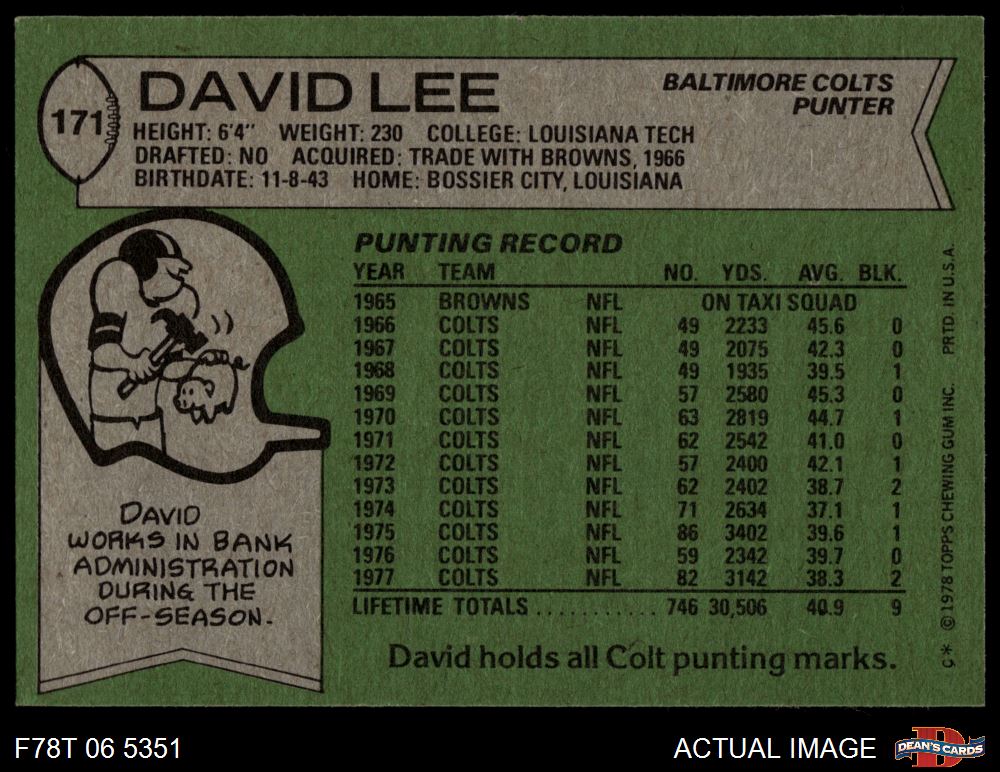 171
DAVID LEE
BALTIMORE COLTS
PUNTER
HEIGHT: 6'4" WEIGHT: 230 COLLEGE: LOUISIANA TECH
DRAFTED: NO ACQUIRED: TRADE WITH BROWNS, 1966
BIRTHDATE: 11-8-43 HOME: BOSSIER CITY, LOUISIANA
PUNTING RECORD
YEAR TEAM NO. YDS. AVG. BLK.
1965 BROWNS NFL ON TAXI SQUAD
1966 COLTS NFL 49 2233 45.6 0
1967 COLTS NFL 49 2075 42.3 0
1968 COLTS NFL 49 1935 39.5 1
1969 COLTS NFL 57 2580 45.3 0
1970 COLTS NFL 63 2819 44.7 1
1971 COLTS NFL 62 2542 41.0 0
1972 COLTS NFL 57 2400 42.1 1
1973 COLTS NFL 62 2402 38.7 2
1974 COLTS NFL 71 2634 37.1 1
1975 COLTS NFL 86 3402 39.6 1
1976 COLTS NFL 59 2342 39.7 0
1977 COLTS NFL 82 3142 38.3 2
LIFETIME TOTALS ............ 746 30,506 40.9 9
David holds all Colt punting marks.
DAVID
WORKS IN BANK
ADMINISTRATION
DURING THE
OFF-SEASON.
C* ©1978 TOPPS CHEWING GUM INC. PRTD. IN U.S.A.
F78T 06 5351
ACTUAL IMAGE
D
DEAN'S CARDS
.com